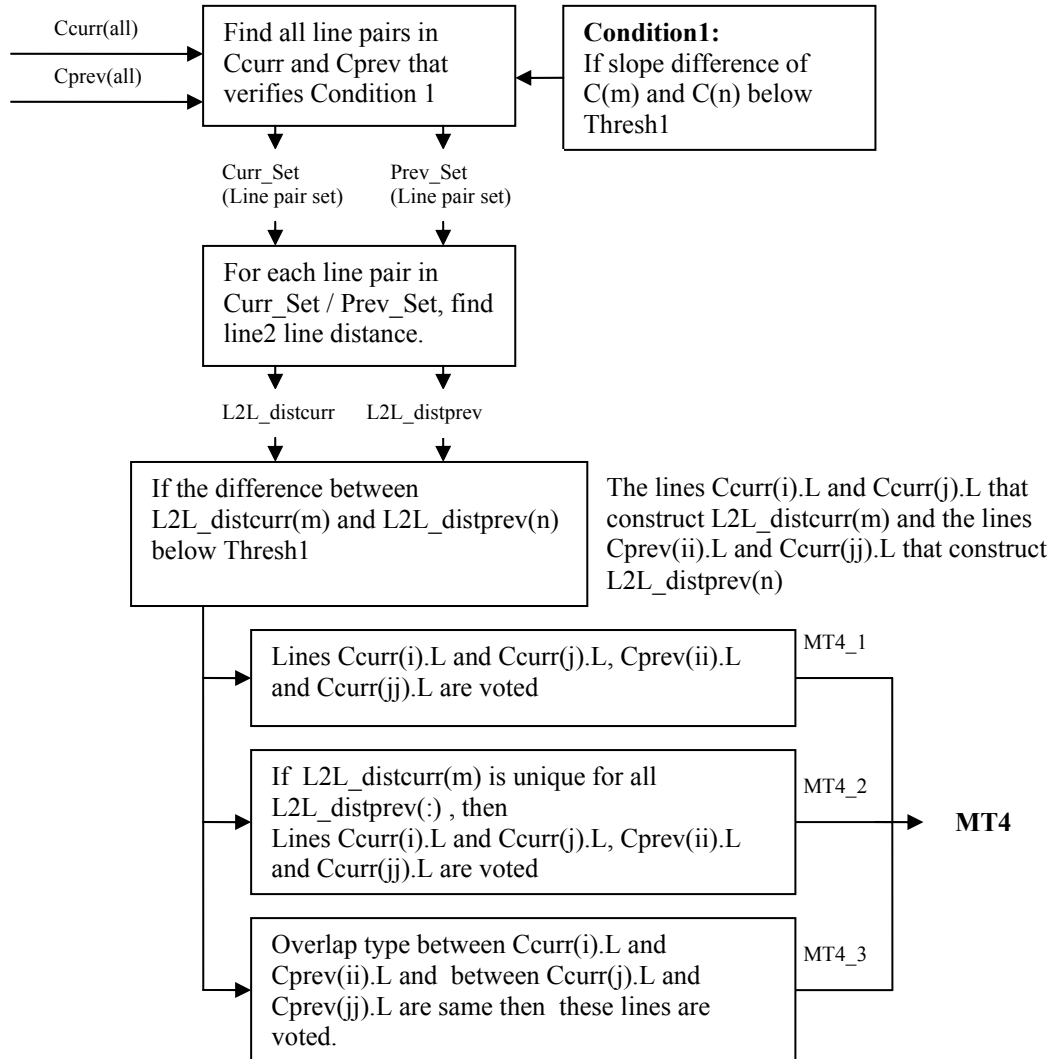 Ccurr(all)
Cprev(all)
Find all line pairs in
Ccurr and Cprev that
verifies Condition 1
Condition1:
If slope difference of
C(m) and C(n) below
Thresh1
Curr_Set
(Line pair set)
Prev_Set
(Line pair set)
For each line pair in
Curr_Set / Prev_Set, find
line2 line distance.
L2L_distcurr
L2L_distprev
If the difference between
L2L_distcurr(m) and L2L_distprev(n)
below Thresh1
The lines Ccurr(i).L and Ccurr(j).L that
construct L2L_distcurr(m) and the lines
Cprev(ii).L and Ccurr(jj).L that construct
L2L_distprev(n)
Lines Ccurr(i).L and Ccurr(j).L, Cprev(ii).L
and Ccurr(jj).L are voted
MT4_1
If L2L_distcurr(m) is unique for all
L2L_distprev(:) , then
Lines Ccurr(i).L and Ccurr(j).L, Cprev(ii).L
and Ccurr(jj).L are voted
MT4_2
MT4
Overlap type between Ccurr(i).L and
Cprev(ii).L and between Ccurr(j).L and
Cprev(jj).L are same then these lines are
voted.
MT4_3